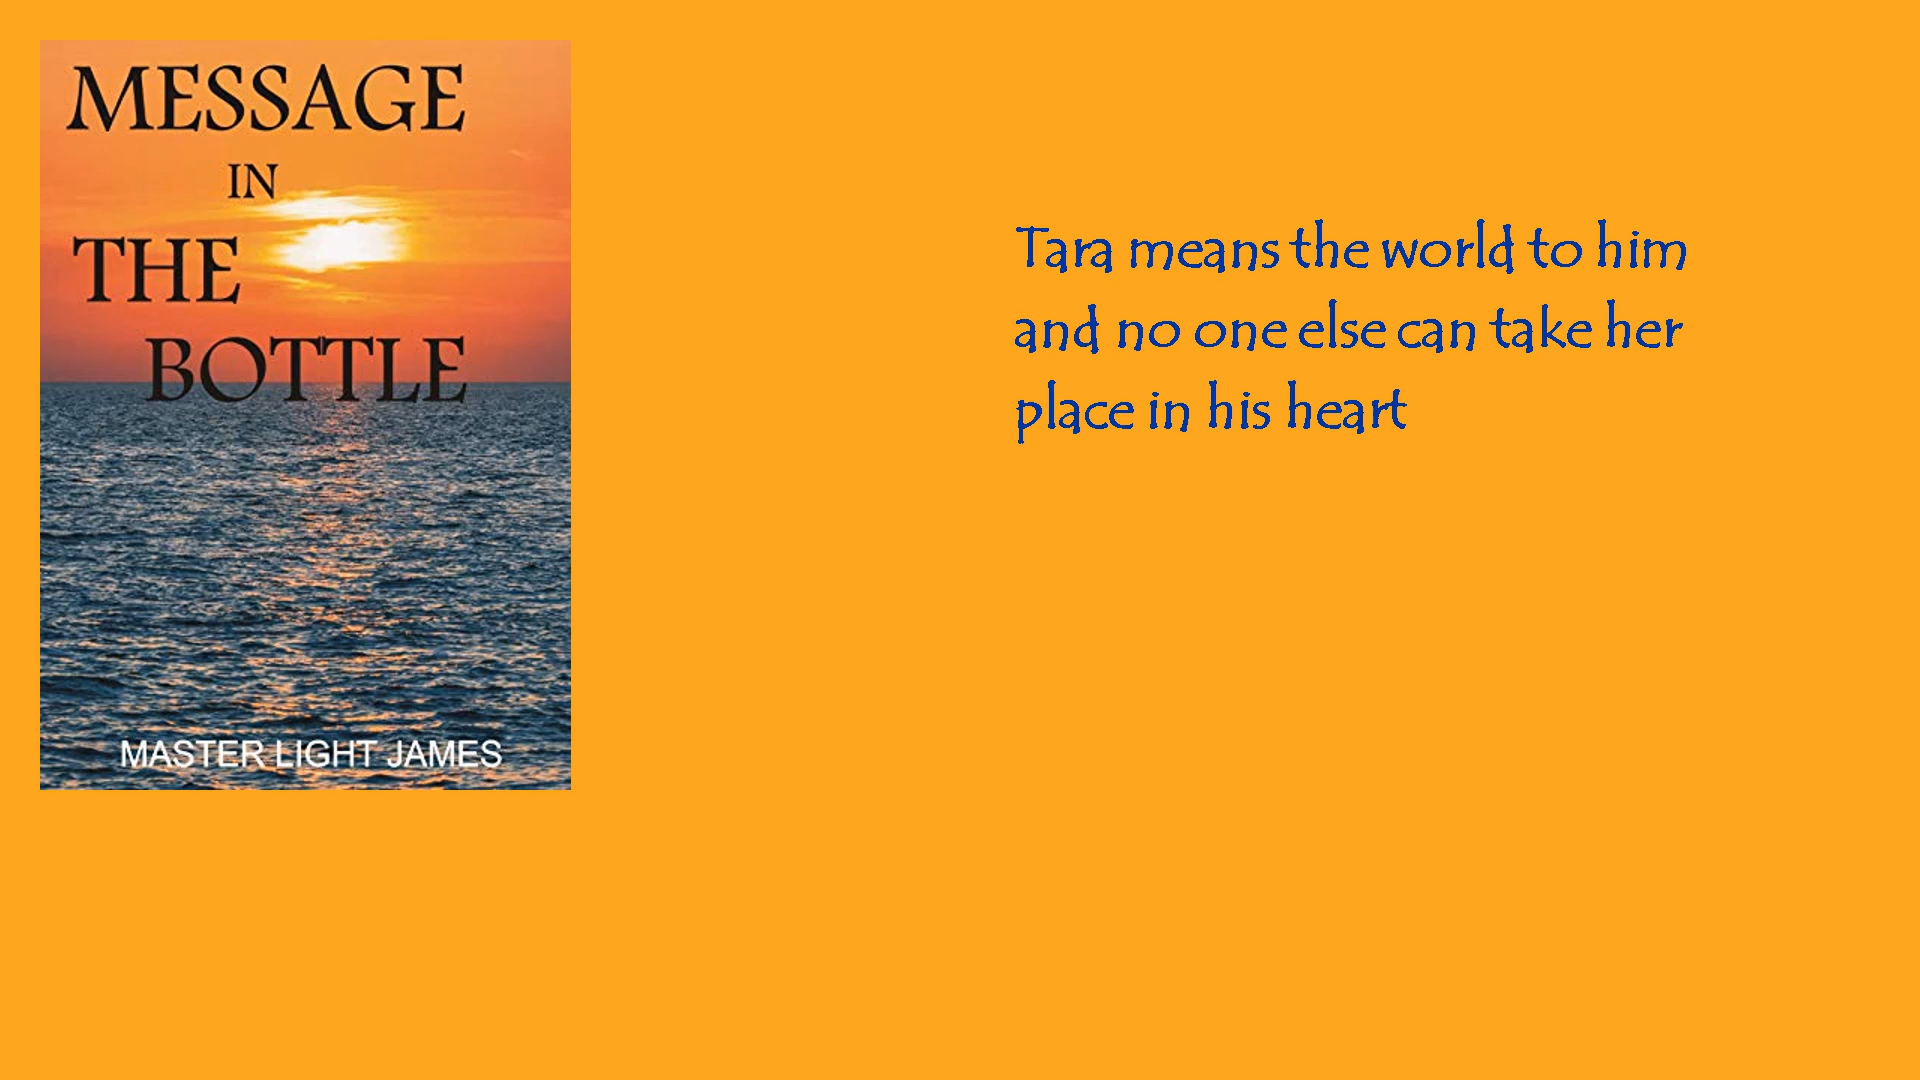 MESSAGE
IN
THE
BOTTLE
MASTER LIGHT JAMES
Tara means the world to him
and no one else can take her
place in his heart